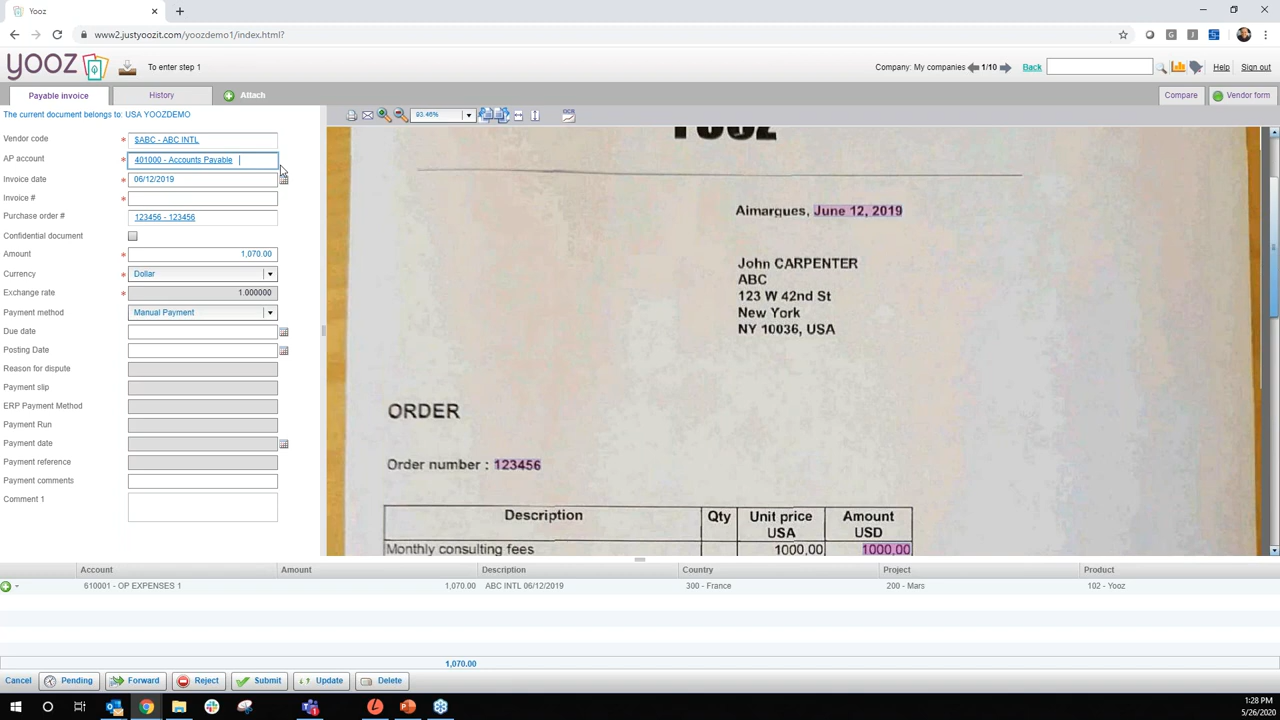 Yooz
www2.justyoozit.com/yoozdemo1/index.html?
yooz
To enter step 1
Company: My companies
1/10
Back
Help
Sign out
Payable invoice
History
Attach
Compare
Vendor form
The current document belongs to: USA YOOZDEMO
93.46%
OCR
Vendor code * $ABC - ABC INTL
AP account * 401000 - Accounts Payable
Invoice date * 06/12/2019
Invoice # *
Purchase order # 123456 - 123456
Confidential document
Amount * 1,070.00
Currency * Dollar
Exchange rate * 1.000000
Payment method Manual Payment
Due date
Posting Date
Reason for dispute
Payment slip
ERP Payment Method
Payment Run
Payment date
Payment reference
Payment comments
Comment 1
Yooz
Aimargues, June 12, 2019
John CARPENTER
ABC
123 W 42nd St
New York
NY 10036, USA
ORDER
Order number : 123456
Description Qty Unit price USA Amount USD
Monthly consulting fees 1000,00 1000,00
Account Amount Description Country Project Product
610001 - OP EXPENSES 1 1,070.00 ABC INTL 06/12/2019 300 - France 200 - Mars 102 - Yooz
1,070.00
Cancel Pending Forward Reject Submit Update Delete
1:28 PM
5/26/2020